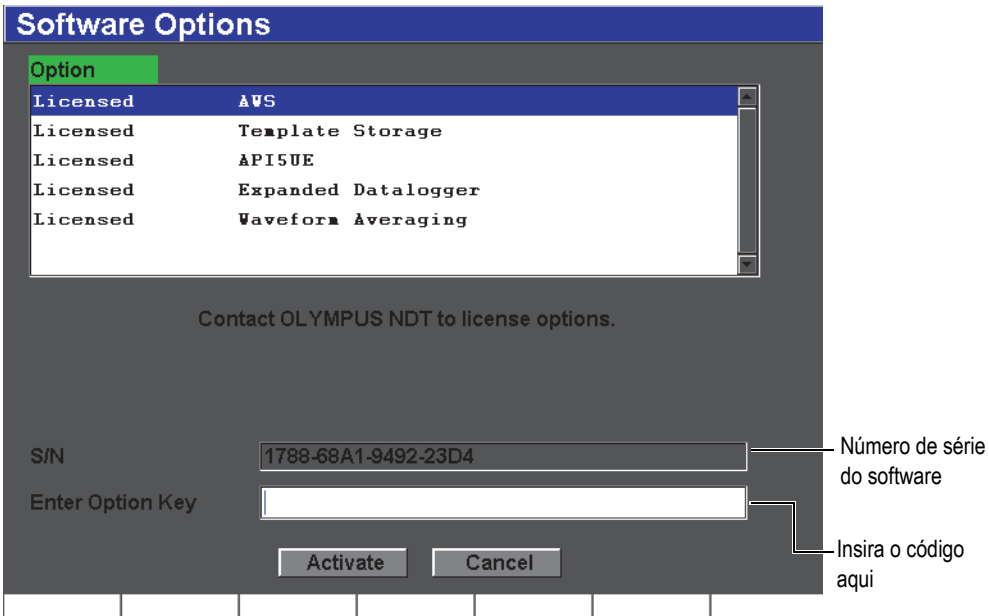 Software Options
Option
Licensed AWS
Licensed Template Storage
Licensed API5UE
Licensed Expanded Datalogger
Licensed Waveform Averaging
Contact OLYMPUS NDT to license options.
S/N 1788-68A1-9492-23D4
Número de série
do software
Enter Option Key
Insira o código
aqui
Activate Cancel